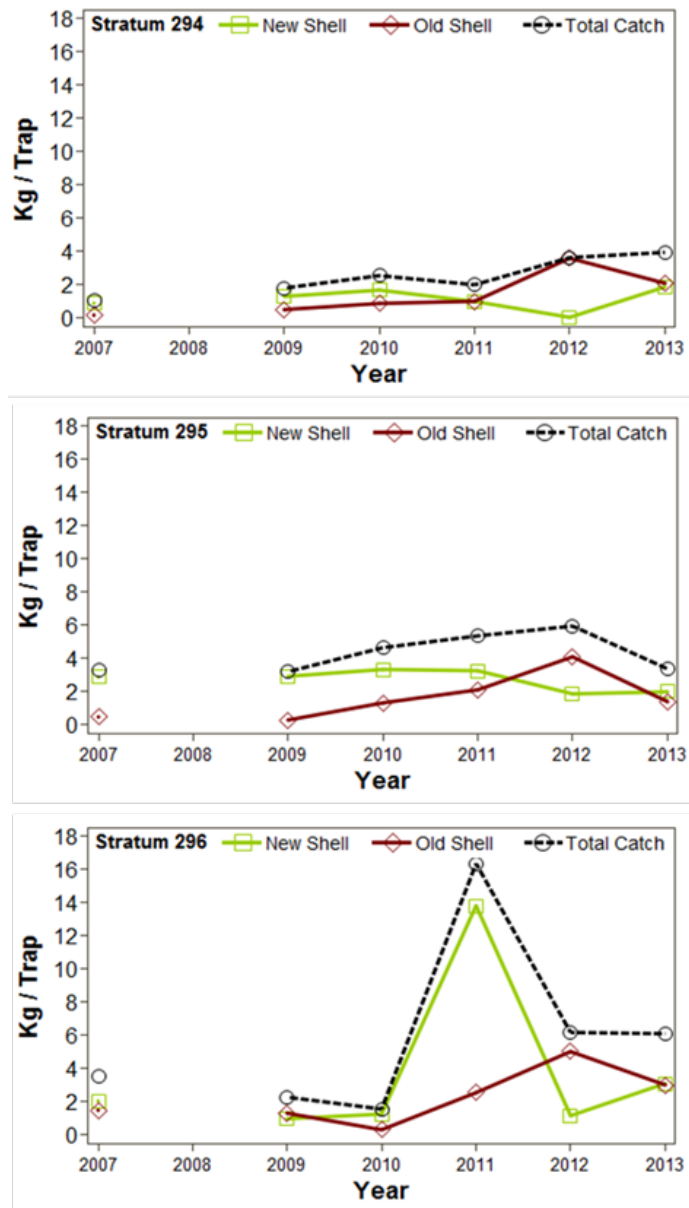 Stratum 294 New Shell Old Shell Total Catch
18
16
14
12
10
8
6
4
2
0
Kg / Trap
2007 2008 2009 2010 2011 2012 2013
Year
Stratum 295 New Shell Old Shell Total Catch
18
16
14
12
10
8
6
4
2
0
Kg / Trap
2007 2008 2009 2010 2011 2012 2013
Year
Stratum 296 New Shell Old Shell Total Catch
18
16
14
12
10
8
6
4
2
0
Kg / Trap
2007 2008 2009 2010 2011 2012 2013
Year